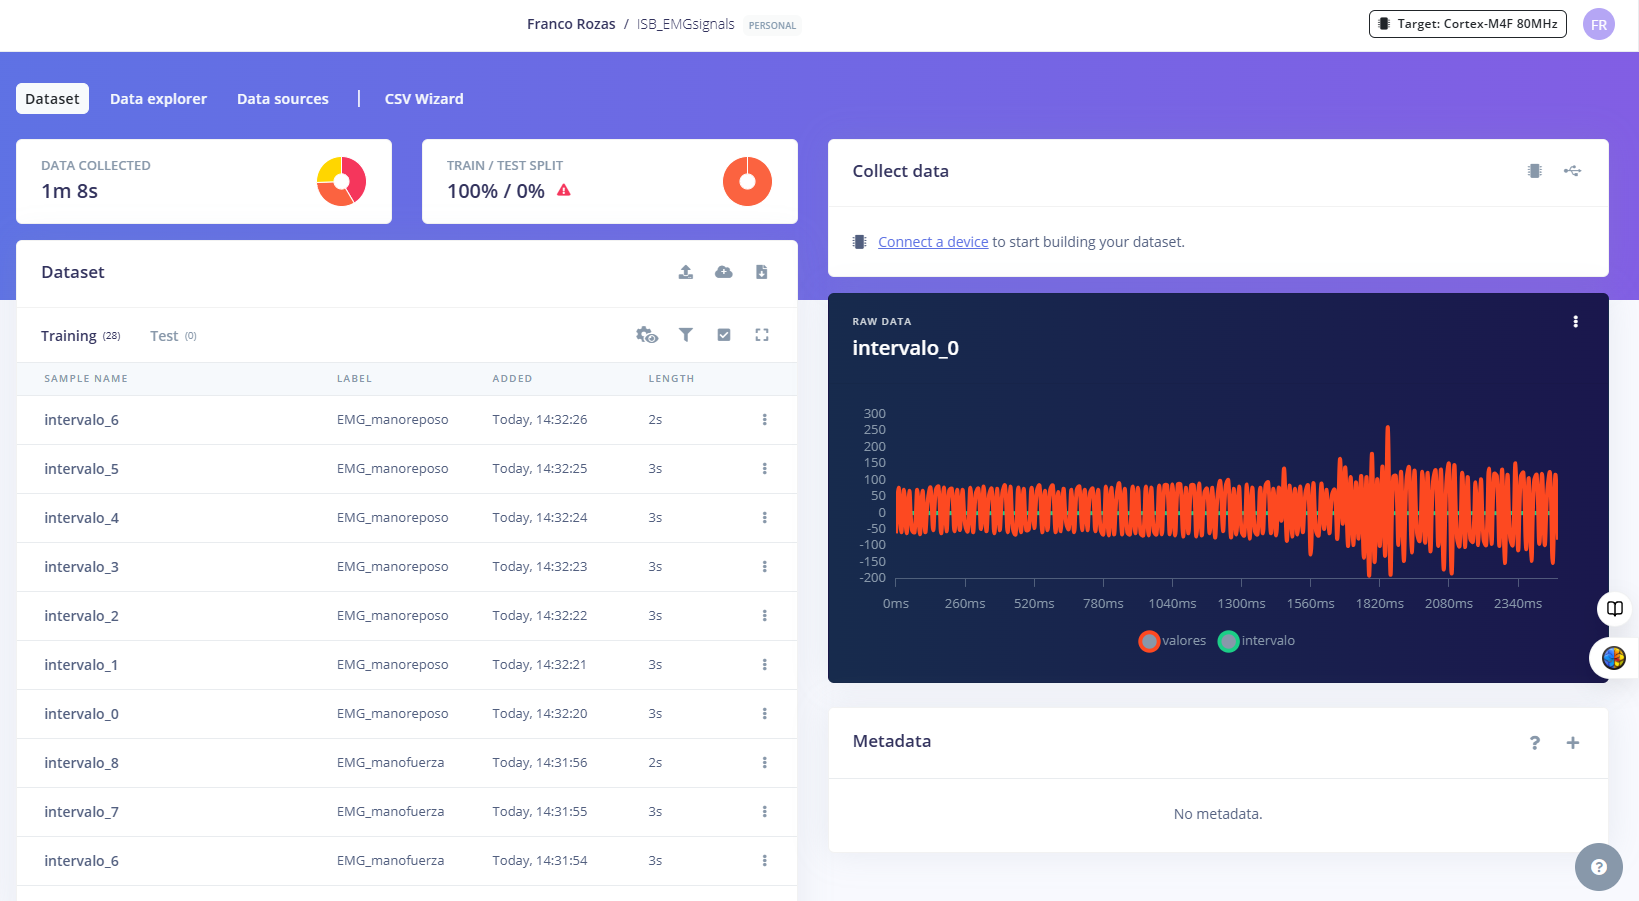 Franco Rozas / ISB_EMGsignals PERSONAL
Target: Cortex-M4F 80MHz
FR
Dataset Data explorer Data sources | CSV Wizard
DATA COLLECTED
1m 8s
TRAIN / TEST SPLIT
100% / 0%
Collect data
Connect a device to start building your dataset.
Dataset
Training (28) Test (0)
SAMPLE NAME LABEL ADDED LENGTH
intervalo_6 EMG_manoreposo Today, 14:32:26 2s
intervalo_5 EMG_manoreposo Today, 14:32:25 3s
intervalo_4 EMG_manoreposo Today, 14:32:24 3s
intervalo_3 EMG_manoreposo Today, 14:32:23 3s
intervalo_2 EMG_manoreposo Today, 14:32:22 3s
intervalo_1 EMG_manoreposo Today, 14:32:21 3s
intervalo_0 EMG_manoreposo Today, 14:32:20 3s
intervalo_8 EMG_manofuerza Today, 14:31:56 2s
intervalo_7 EMG_manofuerza Today, 14:31:55 3s
intervalo_6 EMG_manofuerza Today, 14:31:54 3s
RAW DATA
intervalo_0
300
250
200
150
100
50
0
-50
-100
-150
-200
0ms 260ms 520ms 780ms 1040ms 1300ms 1560ms 1820ms 2080ms 2340ms
valores intervalo
Metadata
?
+
No metadata.
?